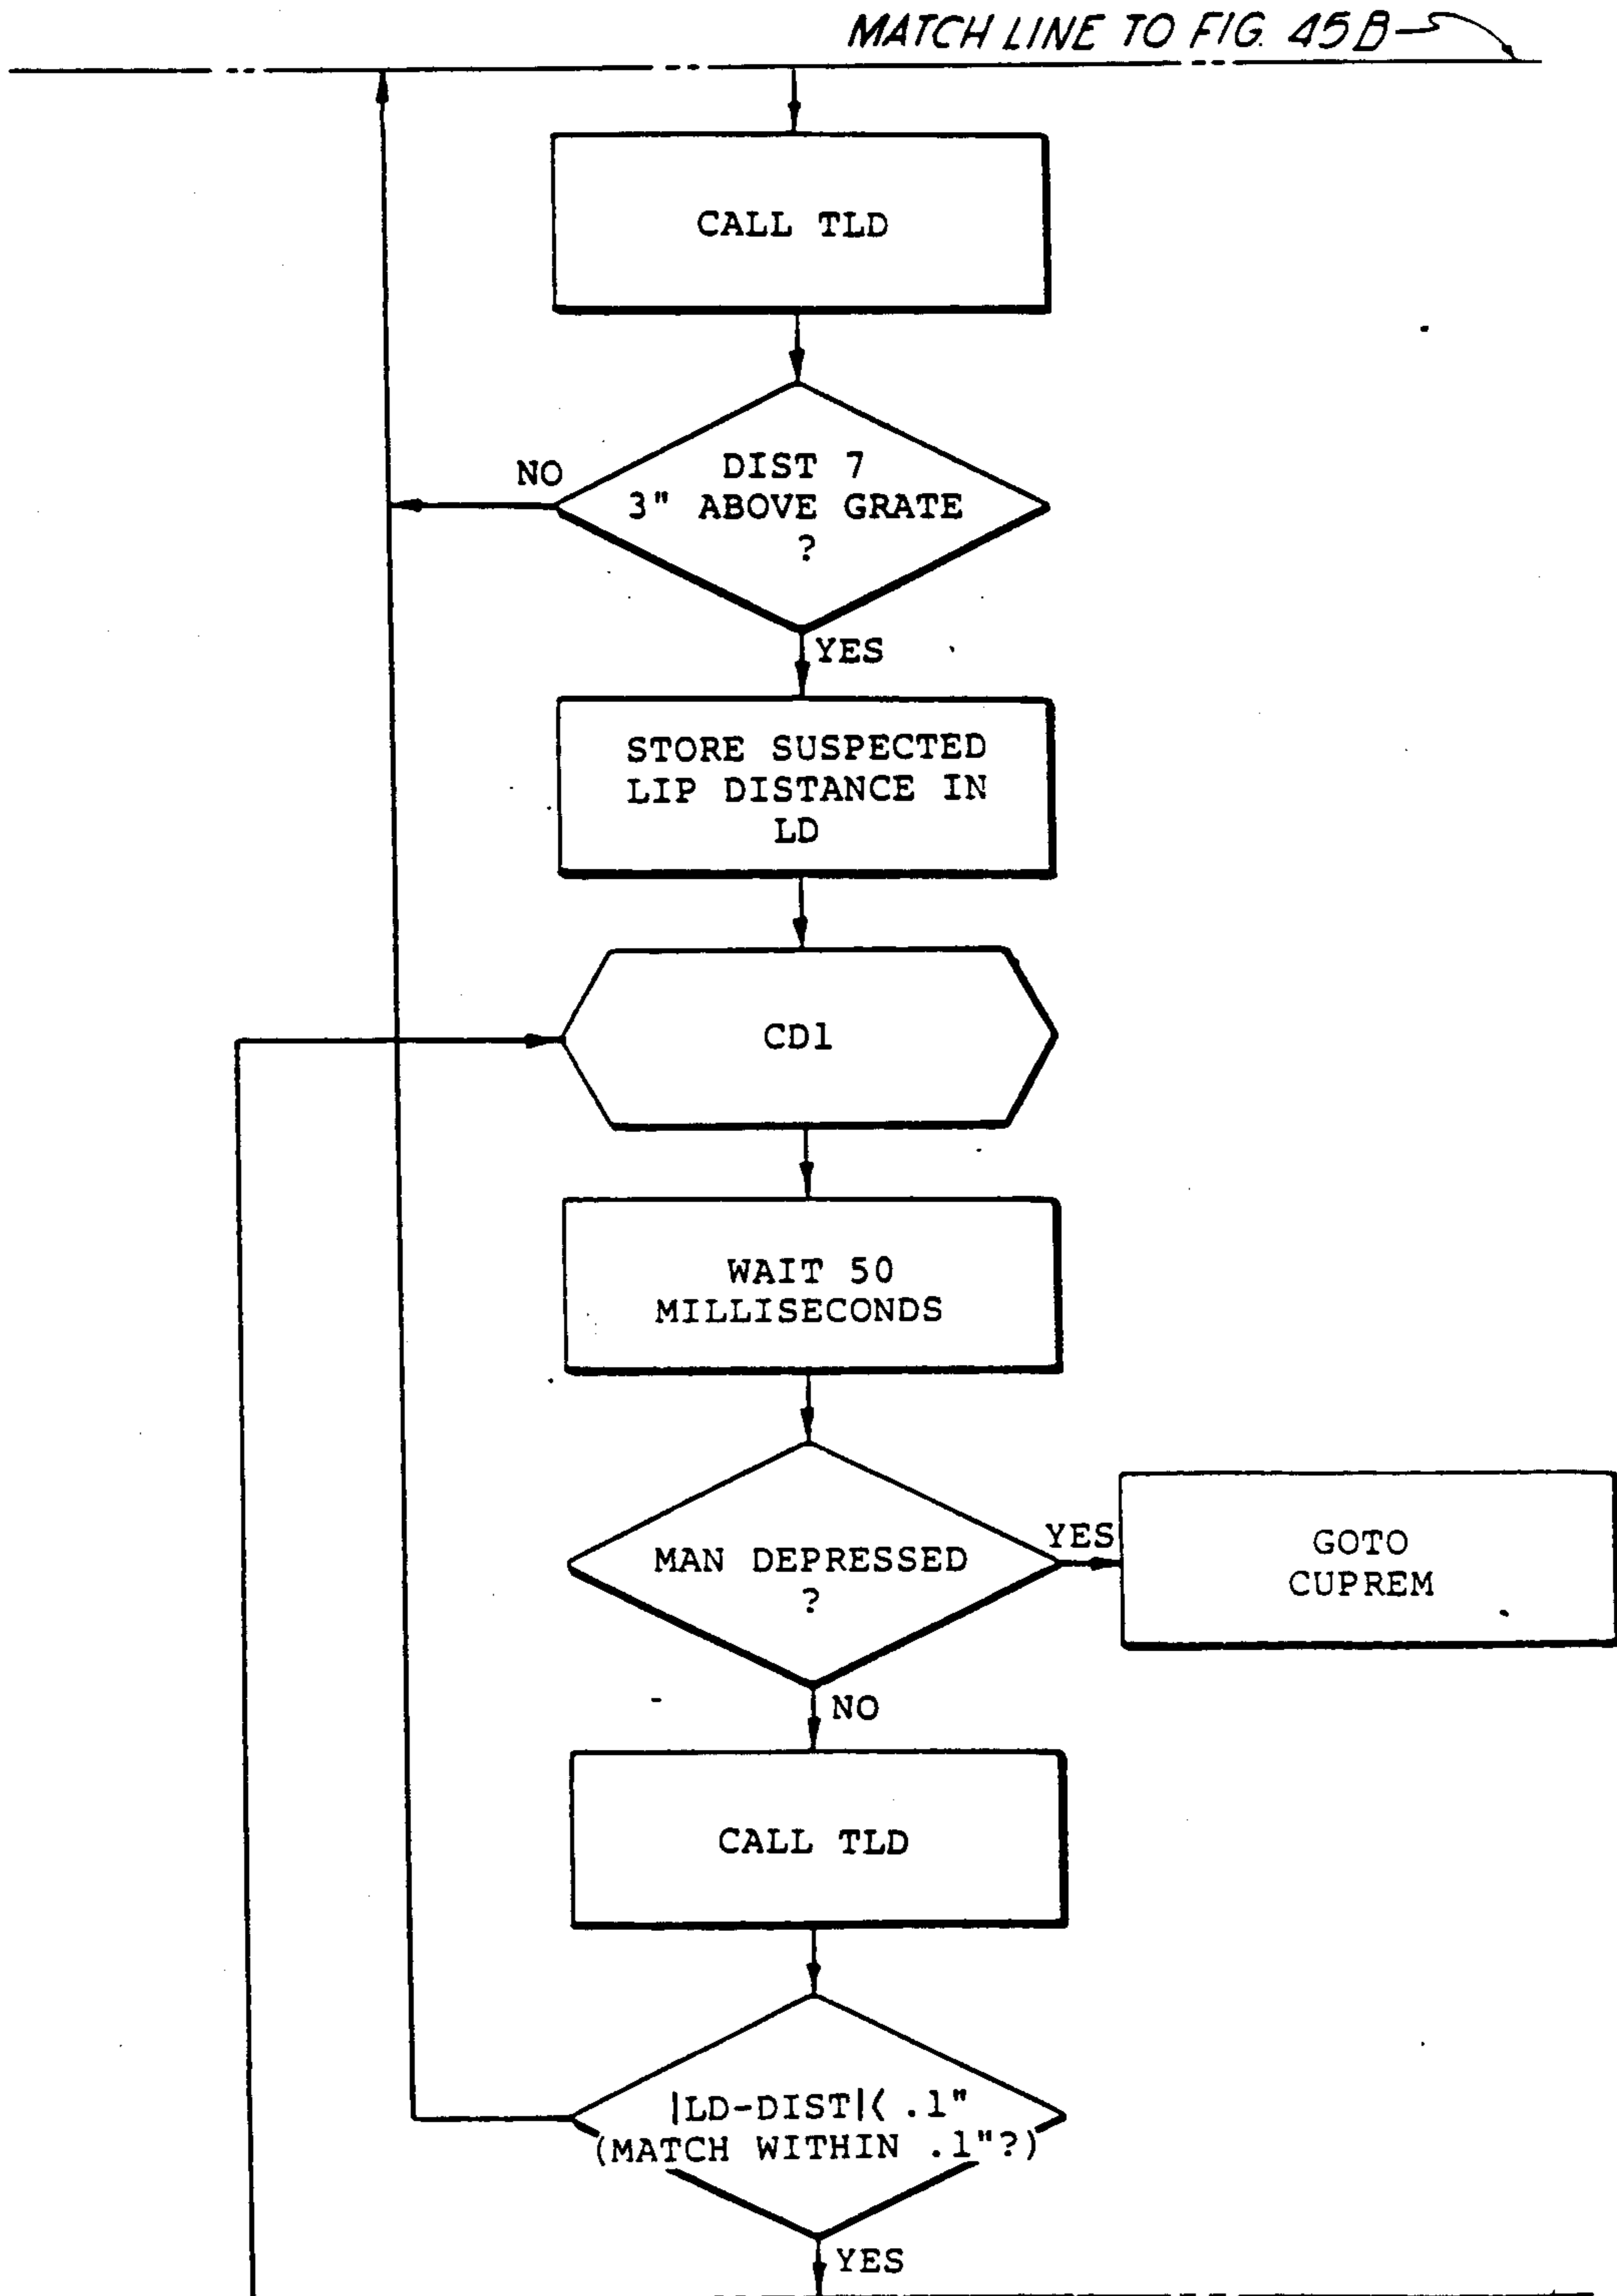 MATCH LINE TO FIG. 45B
CALL TLD
DIST 7
3" ABOVE GRATE
?
NO
YES
STORE SUSPECTED
LIP DISTANCE IN
LD
CD1
WAIT 50
MILLISECONDS
MAN DEPRESSED
?
YES
GOTO
CUPREM
NO
CALL TLD
|LD-DIST|< .1"
(MATCH WITHIN .1"?)
YES